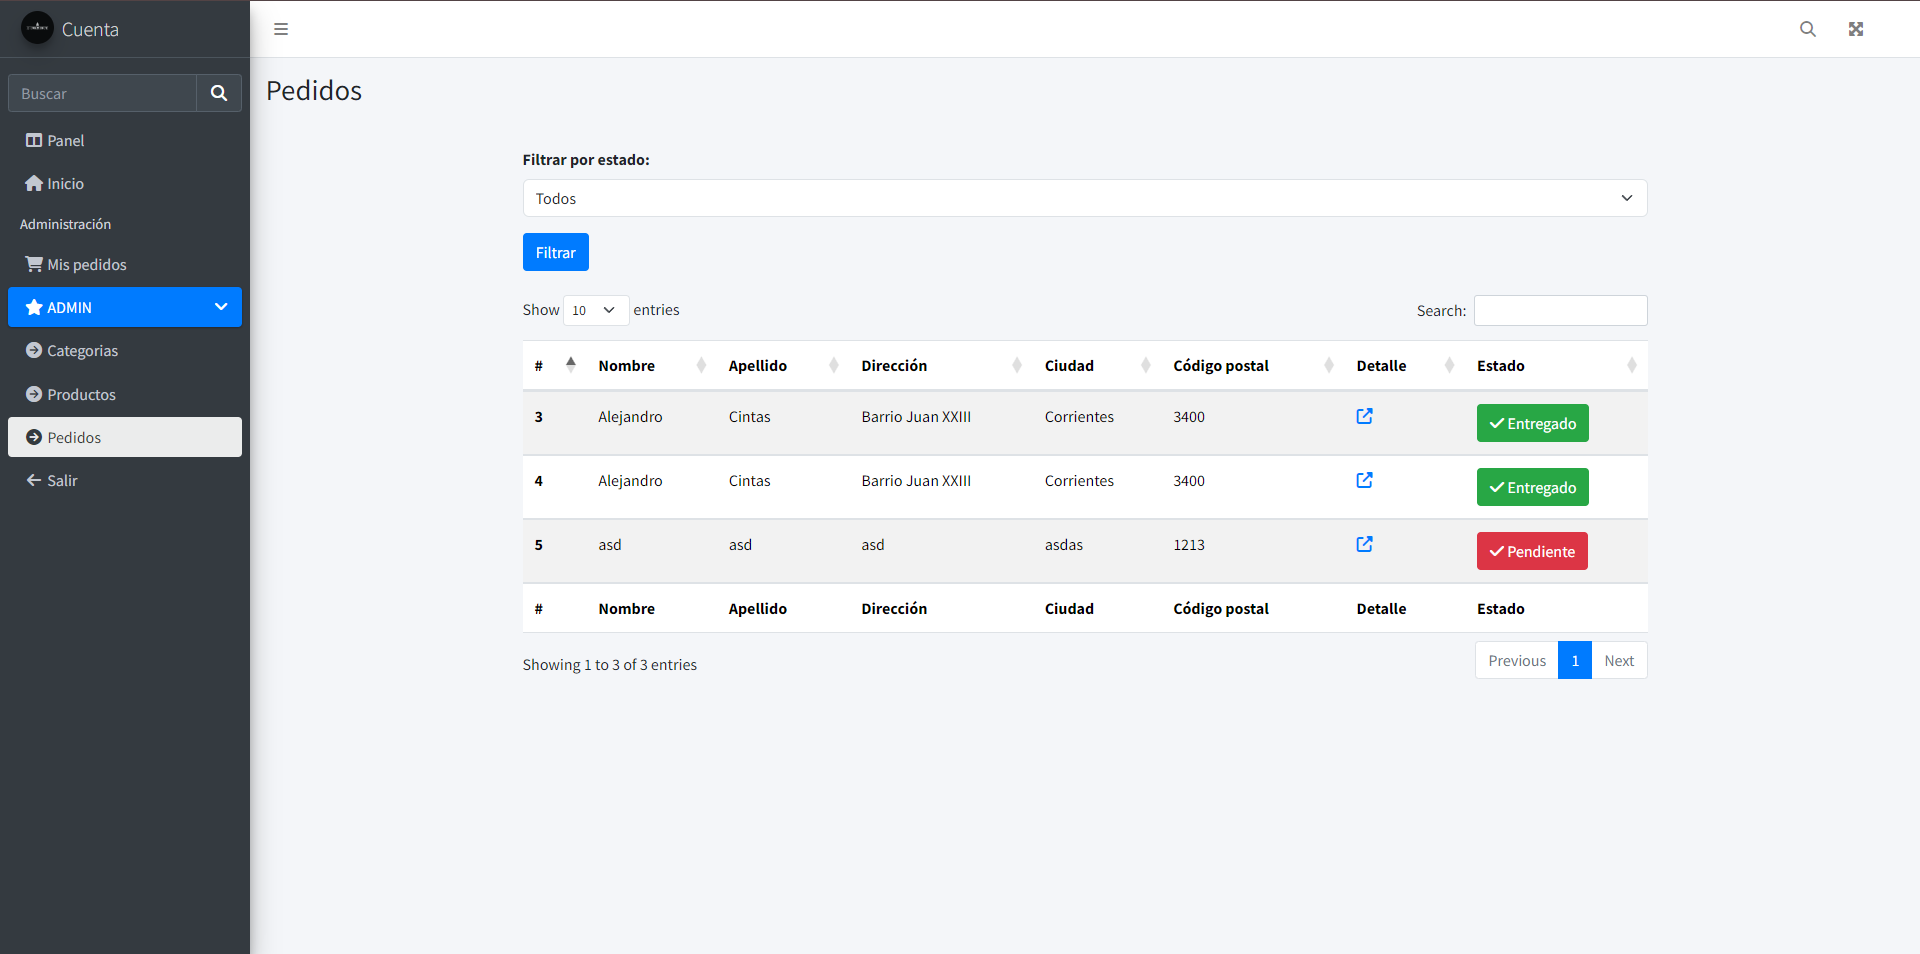 Cuenta
Buscar
Panel
Inicio
Administración
Mis pedidos
ADMIN
Categorias
Productos
Pedidos
Salir
Pedidos
Filtrar por estado:
Todos
Filtrar
Show 10 entries Search:
# Nombre Apellido Dirección Ciudad Código postal Detalle Estado
3 Alejandro Cintas Barrio Juan XXIII Corrientes 3400 Entregado
4 Alejandro Cintas Barrio Juan XXIII Corrientes 3400 Entregado
5 asd asd asd asdas 1213 Pendiente
# Nombre Apellido Dirección Ciudad Código postal Detalle Estado
Showing 1 to 3 of 3 entries Previous 1 Next